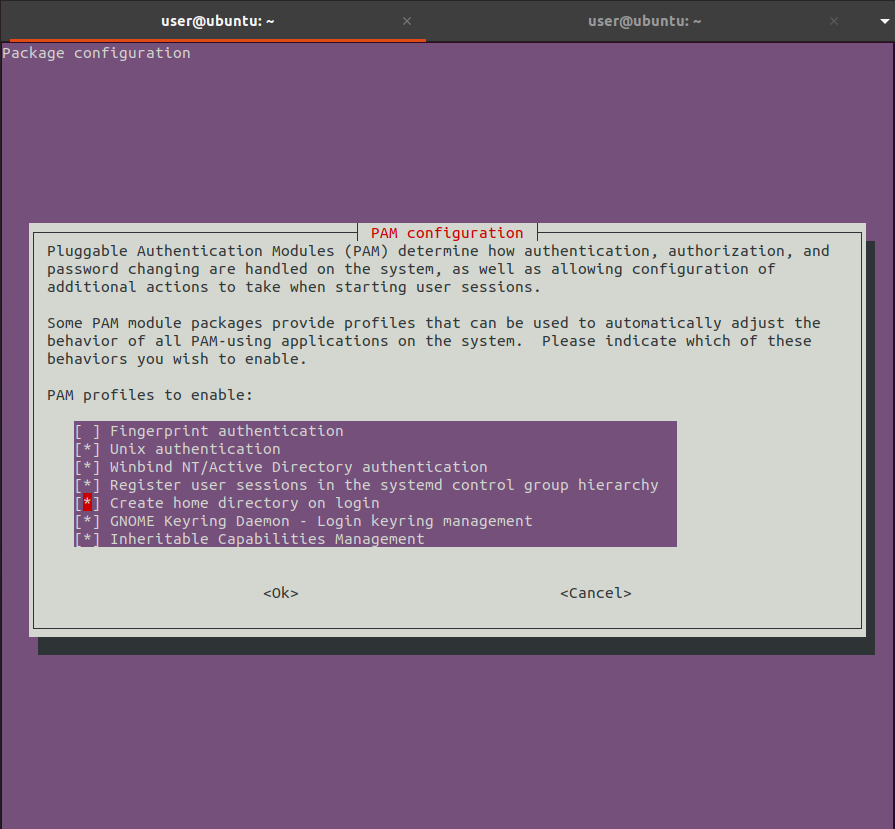 user@ubuntu: ~ × user@ubuntu: ~ ×
Package configuration
PAM configuration
Pluggable Authentication Modules (PAM) determine how authentication, authorization, and
password changing are handled on the system, as well as allowing configuration of
additional actions to take when starting user sessions.
Some PAM module packages provide profiles that can be used to automatically adjust the
behavior of all PAM-using applications on the system.  Please indicate which of these
behaviors you wish to enable.
PAM profiles to enable:
[ ] Fingerprint authentication
[*] Unix authentication
[*] Winbind NT/Active Directory authentication
[*] Register user sessions in the systemd control group hierarchy
[*] Create home directory on login
[*] GNOME Keyring Daemon - Login keyring management
[*] Inheritable Capabilities Management
<Ok> <Cancel>